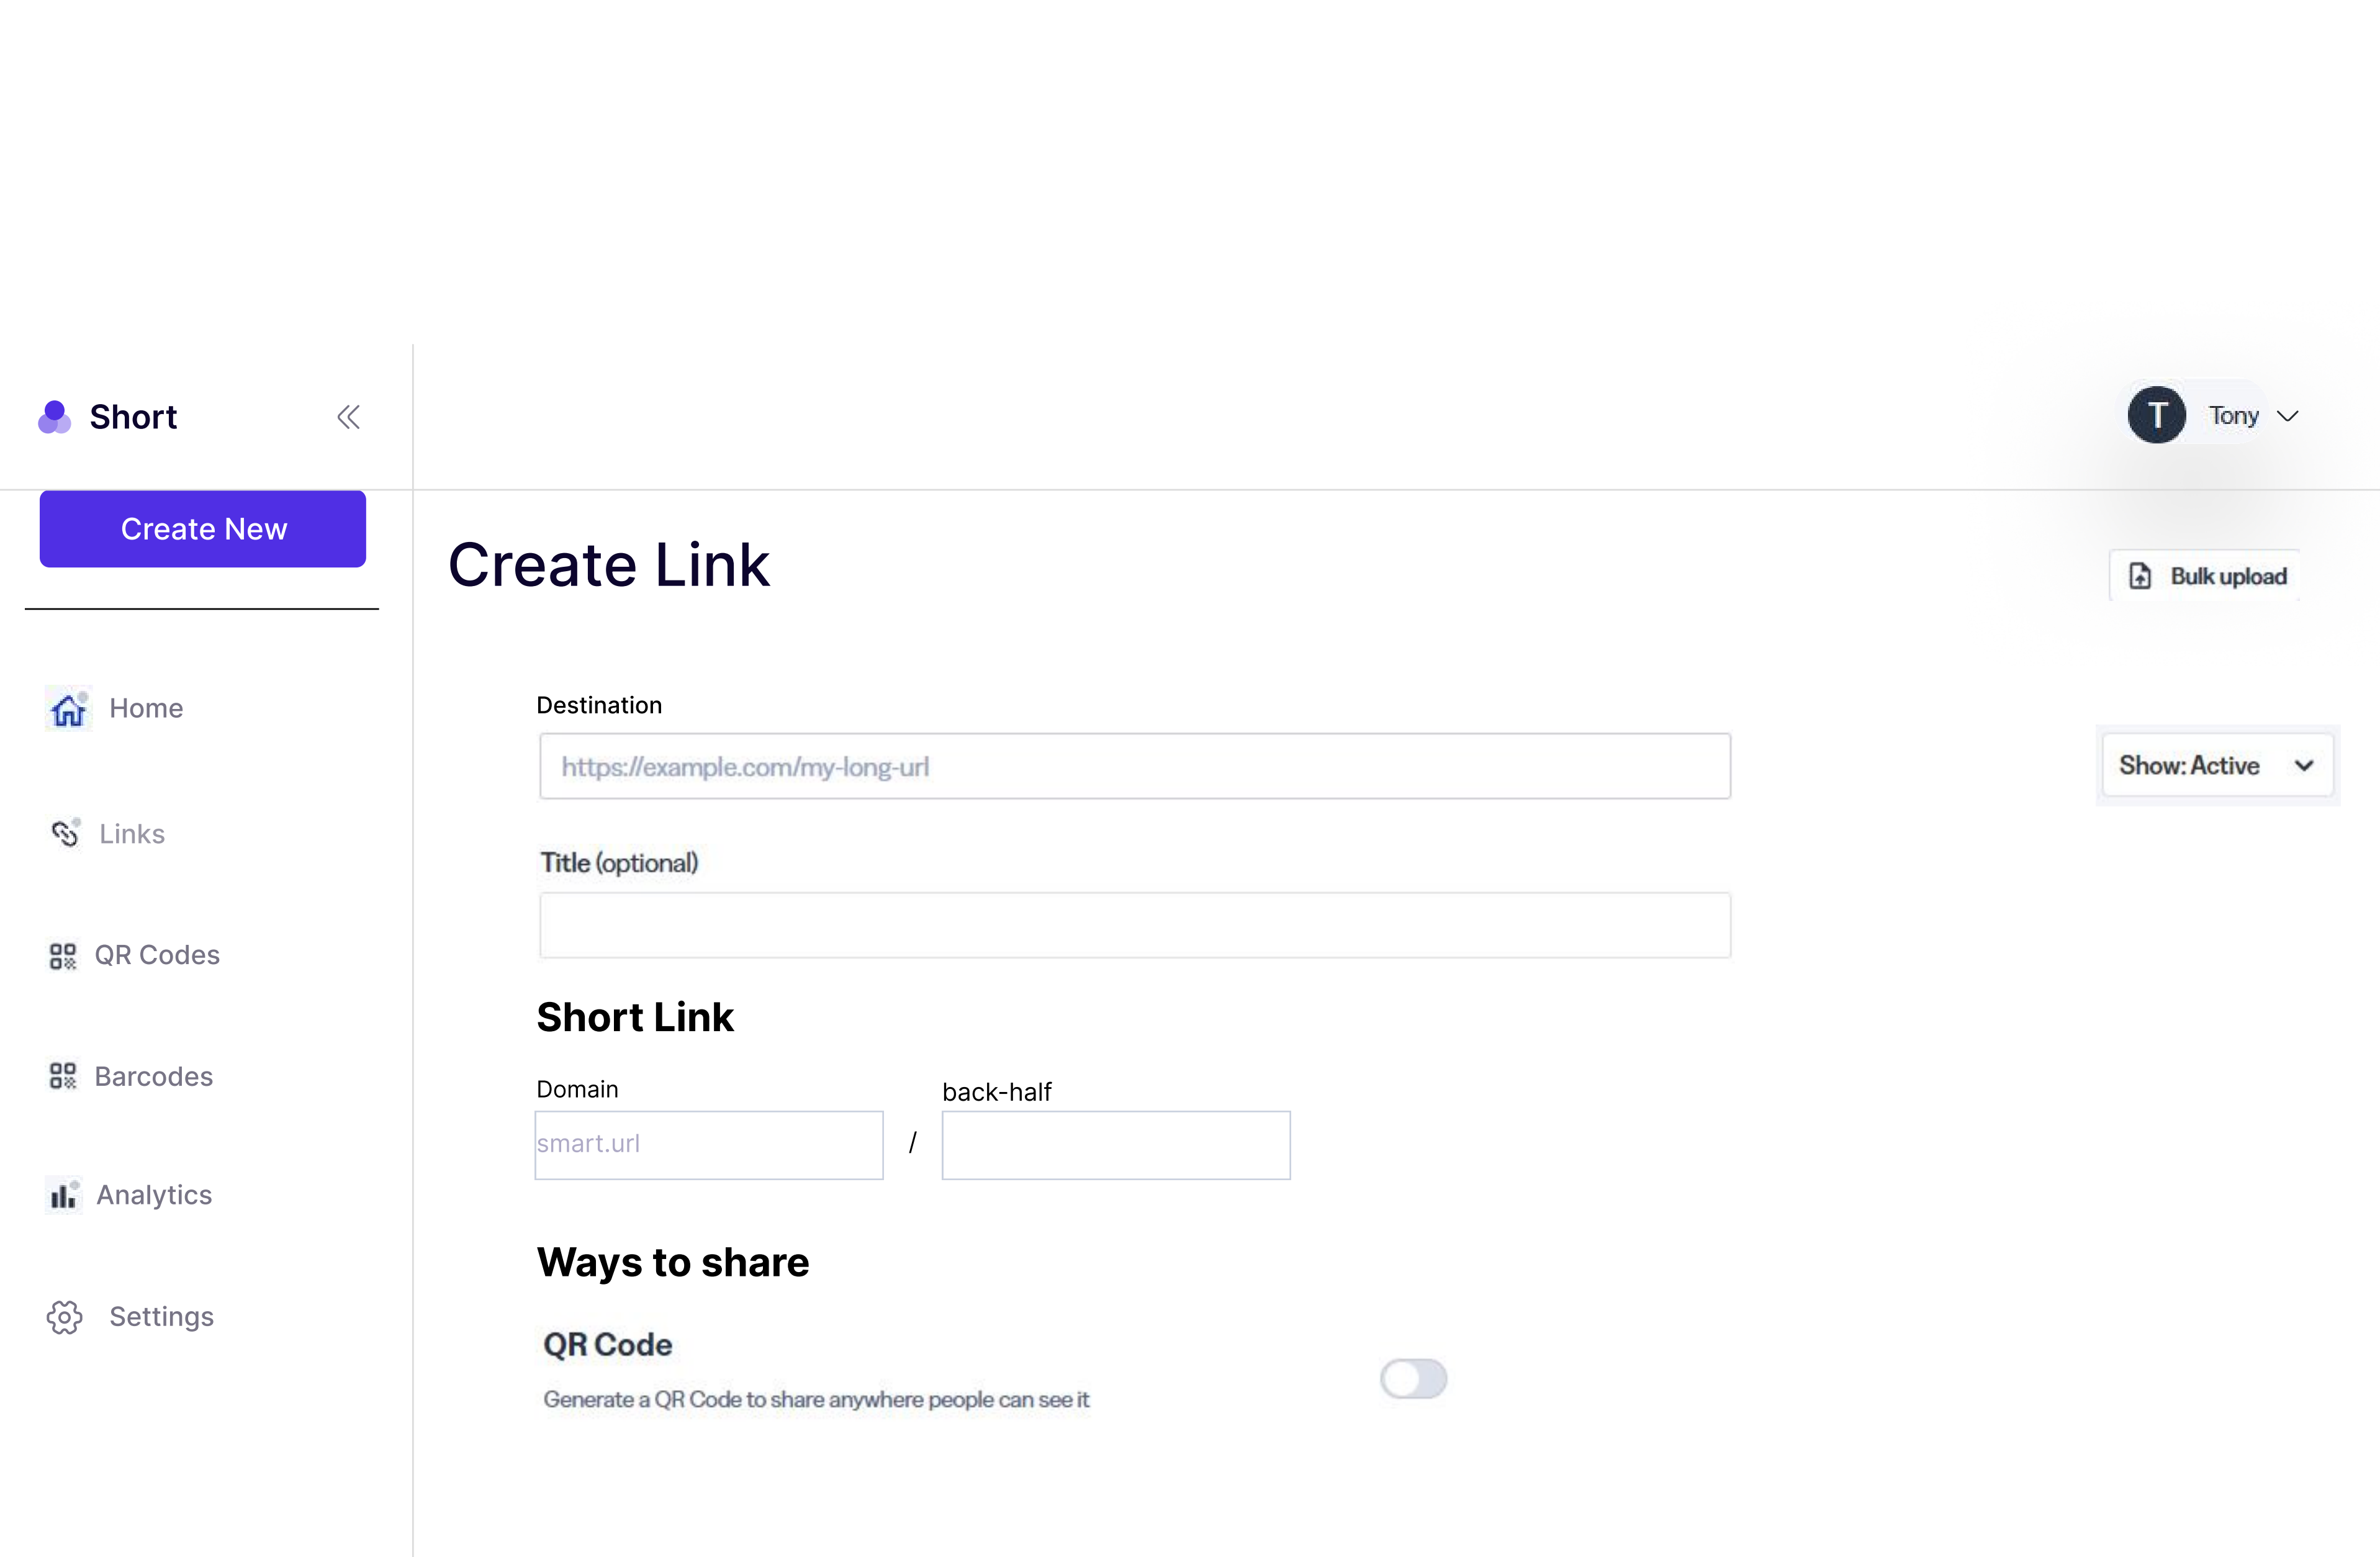 Short
T Tony
Create New
Create Link
Bulk upload
Home
Destination
https://example.com/my-long-url
Show: Active
Links
Title (optional)
QR Codes
Short Link
Barcodes
Domain
back-half
smart.url
/
Analytics
Ways to share
Settings
QR Code
Generate a QR Code to share anywhere people can see it